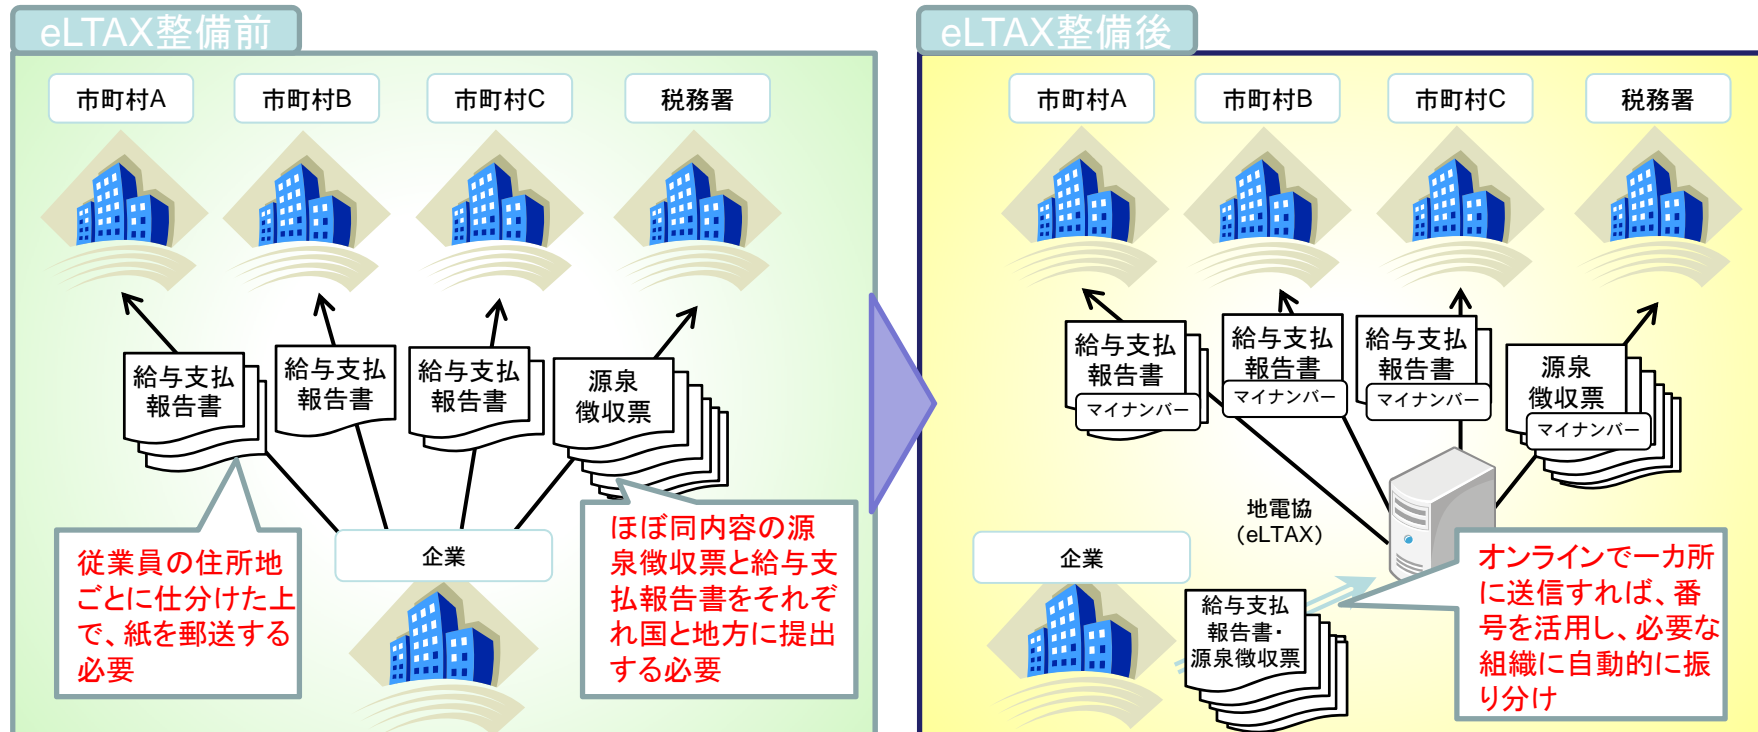 eLTAX整備前
市町村A
市町村B
市町村C
税務署
給与支払
報告書
給与支払
報告書
給与支払
報告書
源泉
徴収票
従業員の住所地
ごとに仕分けた上
で、紙を郵送する
必要
企業
ほぼ同内容の源
泉徴収票と給与支
払報告書をそれぞ
れ国と地方に提出
する必要
eLTAX整備後
市町村A
市町村B
市町村C
税務署
給与支払
報告書
マイナンバー
給与支払
報告書
マイナンバー
給与支払
報告書
マイナンバー
源泉
徴収票
マイナンバー
地電協
（eLTAX）
企業
給与支払
報告書・
源泉徴収票
オンラインで一カ所
に送信すれば、番
号を活用し、必要な
組織に自動的に振
り分け